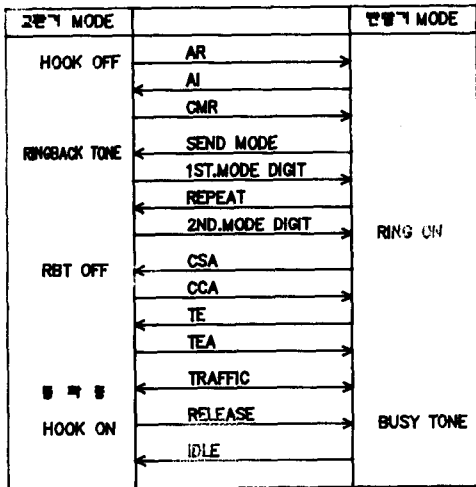 MODE
MODE
HOOK OFF
AR
AI
CMR
RINGBACK TONE
SEND MODE
1ST.MODE DIGIT
REPEAT
2ND.MODE DIGIT
RING ON
RBT OFF
CSA
CCA
TE
TEA
TRAFFIC
HOOK ON
RELEASE
BUSY TONE
IDLE